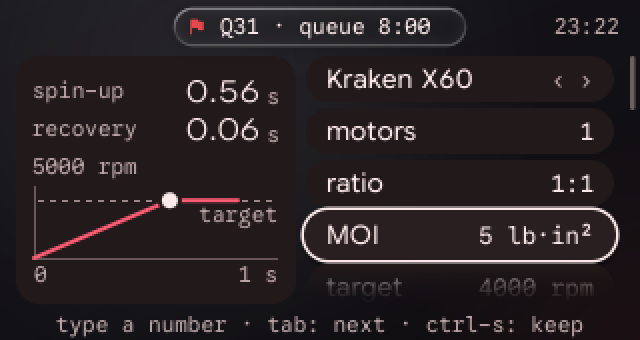 Q31 · queue 8:00
23:22
spin-up 0.56 s
recovery 0.06 s
5000 rpm
target
0 1 s
Kraken X60 ‹ ›
motors 1
ratio 1:1
MOI 5 lb·in²
target 4000 rpm
type a number · tab: next · ctrl-s: keep